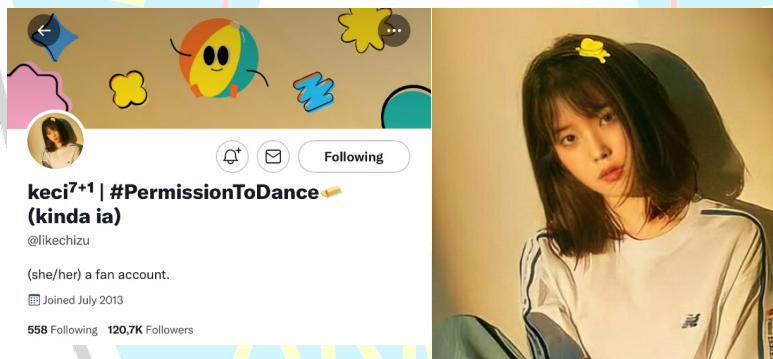 Following
keci⁷⁺¹ | #PermissionToDance
(kinda ia)
@likechizu
(she/her) a fan account.
Joined July 2013
558 Following 120,7K Followers